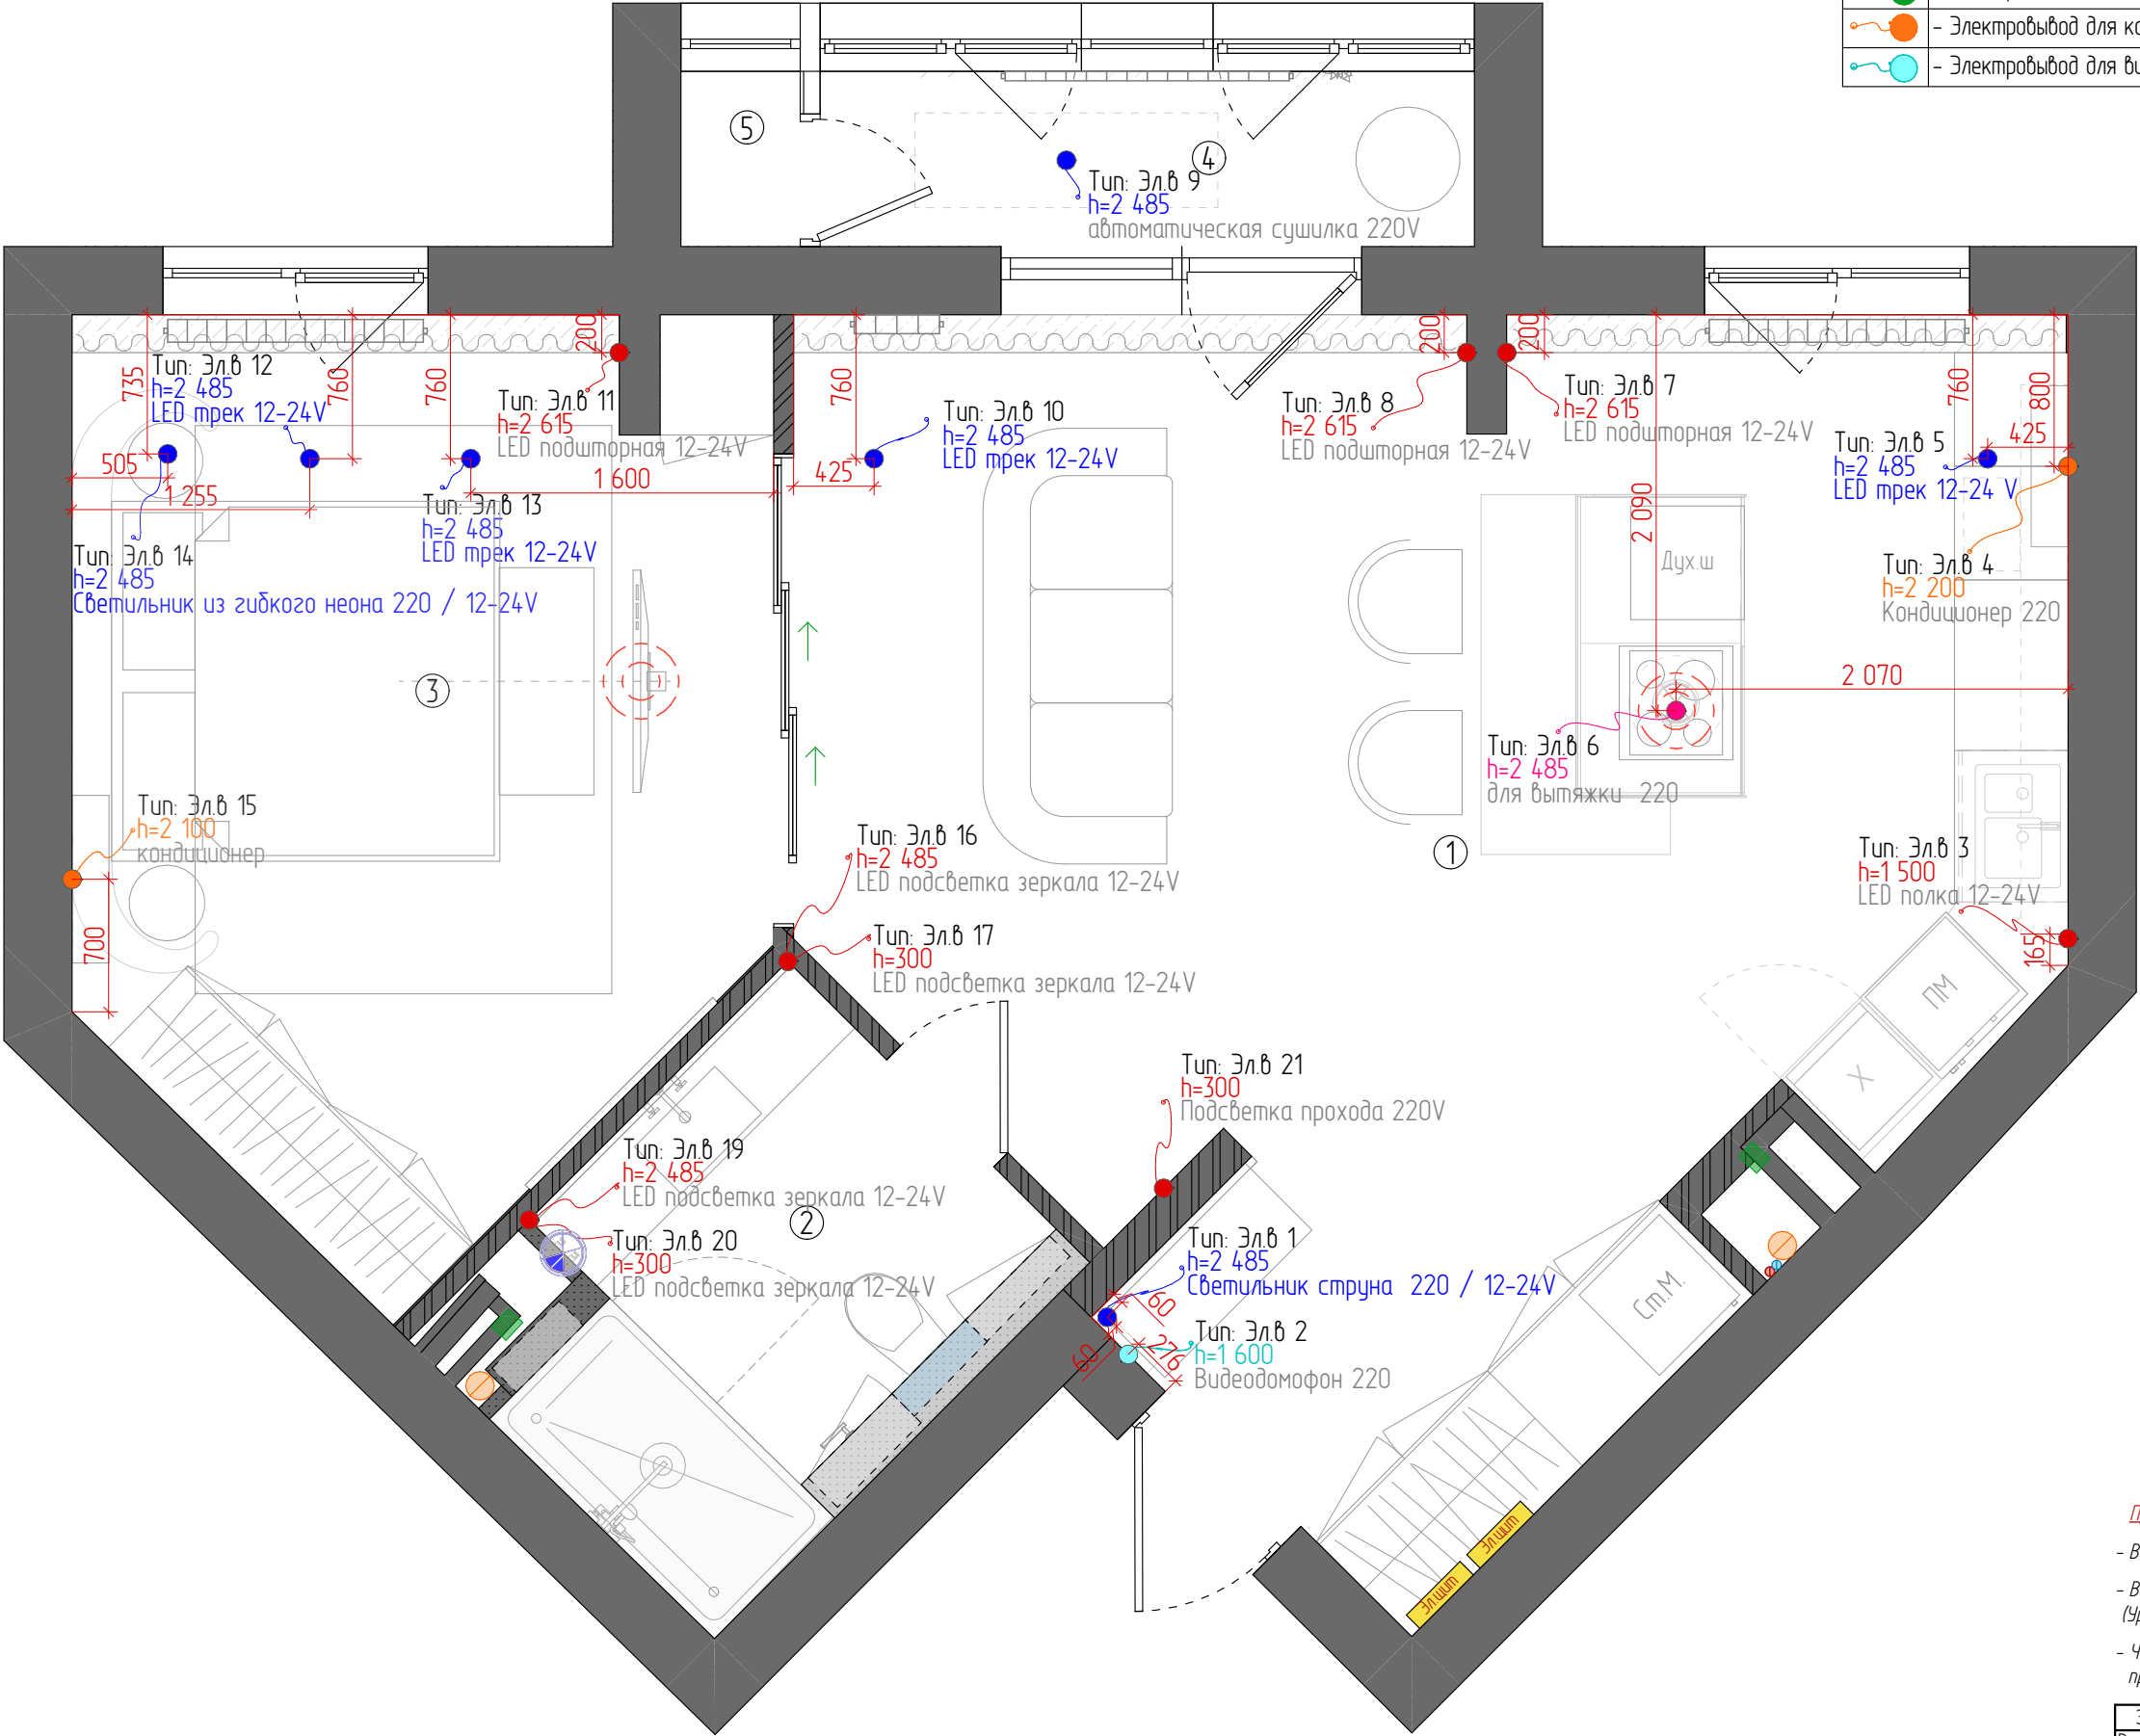 - Электровывод для
- Электровывод для
5
4
Тип: Эл.в 9
h=2 485
автоматическая сушилка 220V
735
Тип: Эл.в 12
h=2 485
LED трек 12-24V
760
760
200
Тип: Эл.в 11
h=2 615
LED подшторная 12-24V
505
1 255
1 600
Тип: Эл.в 13
h=2 485
LED трек 12-24V
Тип: Эл.в 14
h=2 485
Светильник из гибкого неона 220 / 12-24V
760
425
Тип: Эл.в 10
h=2 485
LED трек 12-24V
200
Тип: Эл.в 8
h=2 615
LED подшторная 12-24V
200
Тип: Эл.в 7
h=2 615
LED подшторная 12-24V
760
800
425
Тип: Эл.в 5
h=2 485
LED трек 12-24 V
2 090
Дух.ш
Тип: Эл.в 4
h=2 200
Кондиционер 220
2 070
3
Тип: Эл.в 6
h=2 485
для вытяжки 220
1
Тип: Эл.в 15
h=2 100
кондиционер
700
Тип: Эл.в 16
h=2 485
LED подсветка зеркала 12-24V
Тип: Эл.в 17
h=300
LED подсветка зеркала 12-24V
Тип: Эл.в 3
h=1 500
LED полка 12-24V
165
ПМ
Х
Тип: Эл.в 21
h=300
Подсветка прохода 220V
Тип: Эл.в 19
h=2 485
LED подсветка зеркала 12-24V
2
Тип: Эл.в 20
h=300
LED подсветка зеркала 12-24V
Тип: Эл.в 1
h=2 485
Светильник струна 220 / 12-24V
60
60
276
Тип: Эл.в 2
h=1 600
Видеодомофон 220
Ст.М.
Эл.щит
Эл.щит